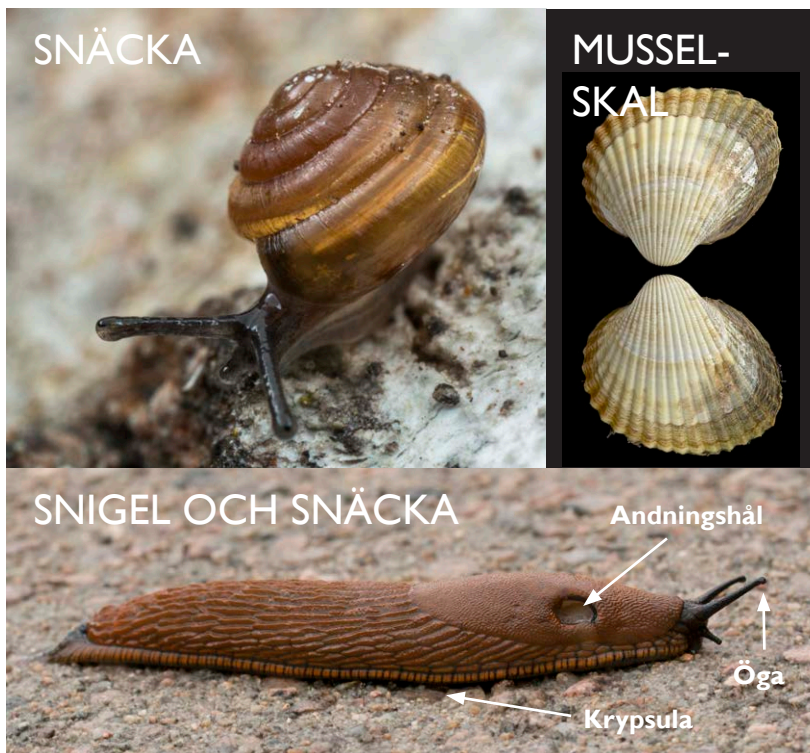 SNÄCKA
MUSSEL-
SKAL
SNIGEL OCH SNÄCKA
Andningshål
Öga
Krypsula